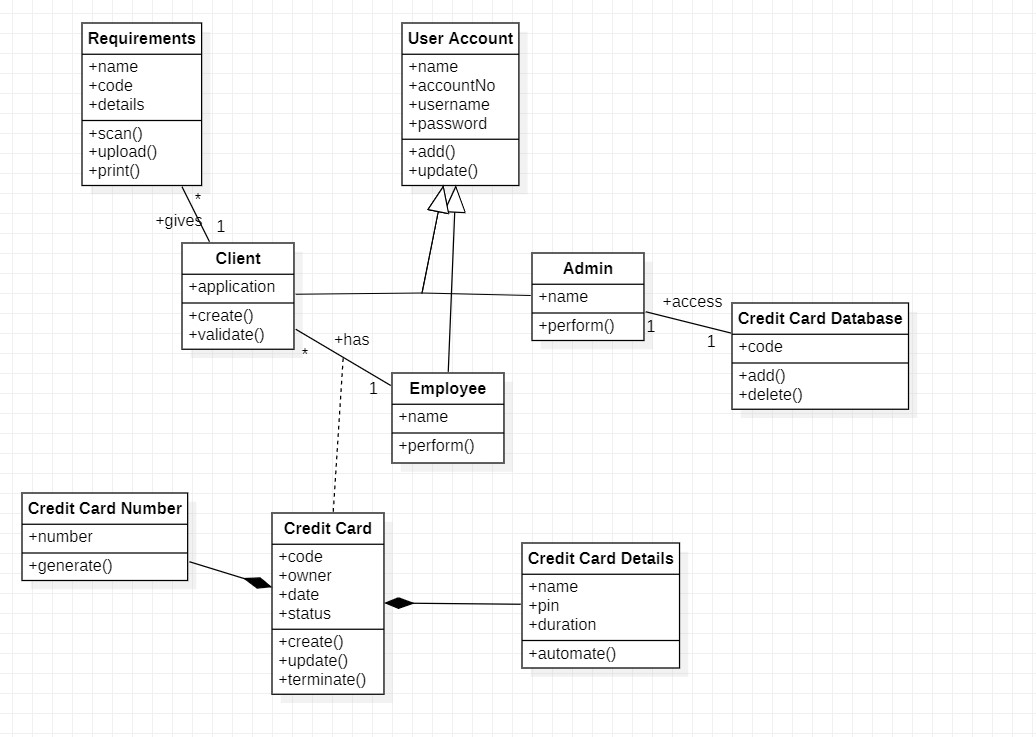 Requirements
+name
+code
+details
+scan()
+upload()
+print()
User Account
+name
+accountNo
+username
+password
+add()
+update()
*
+gives
1
Client
+application
+create()
+validate()
Admin
+name
+perform()
+access
1
1
Credit Card Database
+code
+add()
+delete()
+has
*
1
Employee
+name
+perform()
Credit Card Number
+number
+generate()
Credit Card
+code
+owner
+date
+status
+create()
+update()
+terminate()
Credit Card Details
+name
+pin
+duration
+automate()